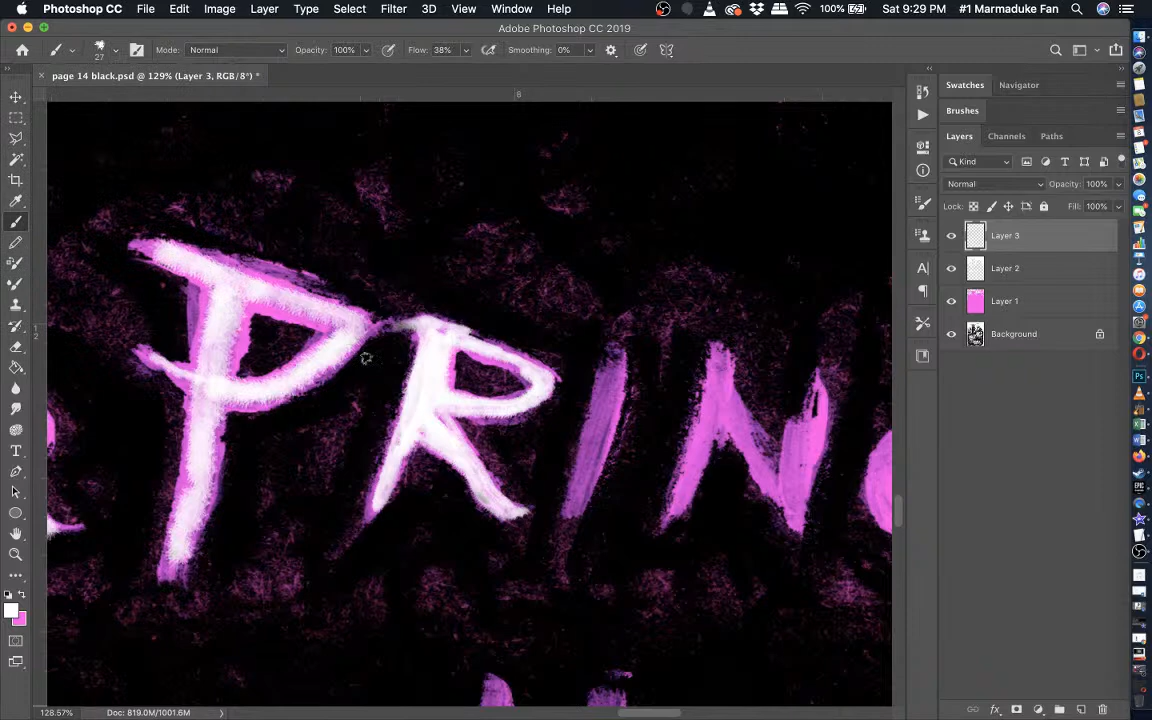 Photoshop CC File Edit Image Layer Type Select Filter 3D View Window Help 100% Sat 9:29 PM #1 Marmaduke Fan
Adobe Photoshop CC 2019
27 Mode: Normal Opacity: 100% Flow: 38% Smoothing: 0%
page 14 black.psd @ 129% (Layer 3, RGB/8*) *
8
Swatches Navigator
Brushes
Layers Channels Paths
Kind
Normal Opacity: 100%
Lock: Fill: 100%
Layer 3
Layer 2
Layer 1
Background
PRIN
128.57% Doc: 819.0M/1001.6M